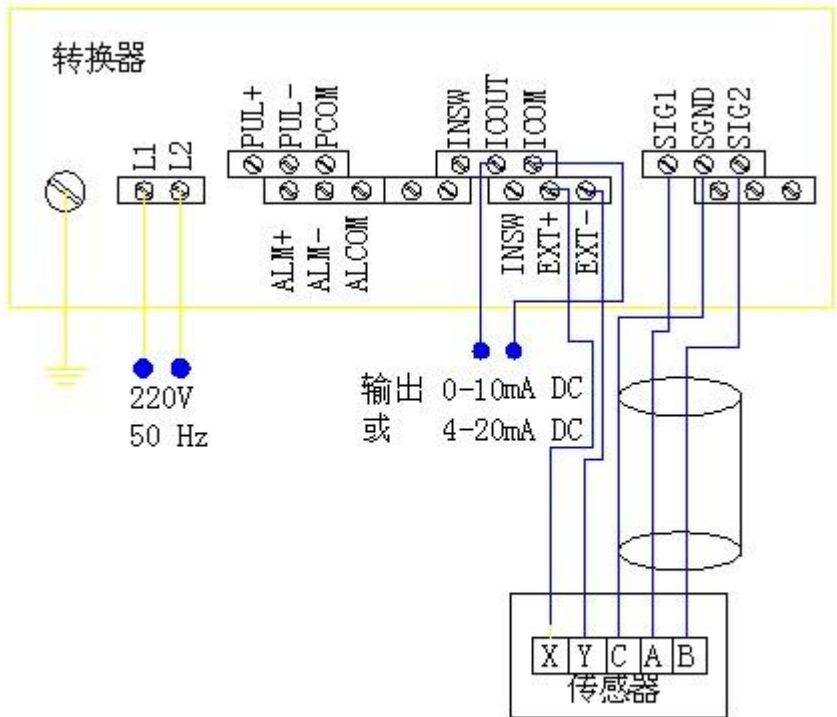 转换器
L1
L2
PUL+
PUL-
PCOM
INSW
ICOUT
ICOM
SIG1
SGND
SIG2
ALM+
ALM-
ALCOM
INSW
EXT+
EXT-
220V
50 Hz
输出 0-10mA DC
或 4-20mA DC
X Y C A B
传感器